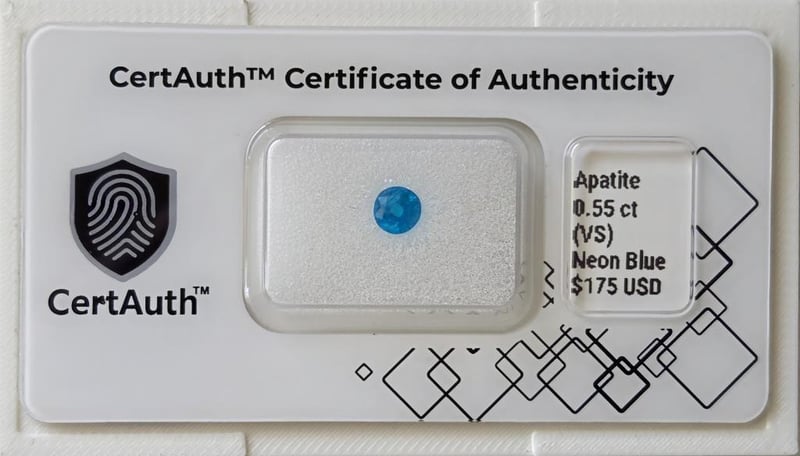 CertAuth™ Certificate of Authenticity
CertAuth™
Apatite
0.55 ct
(VS)
Neon Blue
$175 USD